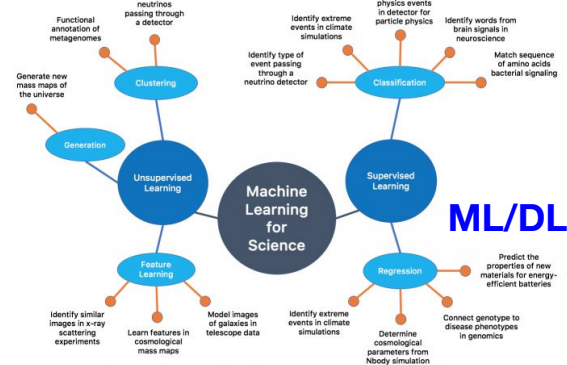 neutrinos
passing through
a detector
Functional
annotation of
metagenomes
Generate new
mass maps of
the universe
Clustering
Generation
Unsupervised
Learning
Feature
Learning
Identify similar
images in x-ray
scattering
experiments
Learn features in
cosmological
mass maps
Model images
of galaxies in
telescope data
Machine
Learning
for
Science
physics events
in detector for
particle physics
Identify extreme
events in climate
simulations
Identify words from
brain signals in
neuroscience
Identify type of
event passing
through a
neutrino detector
Match sequence
of amino acids
bacterial signaling
Classification
Supervised
Learning
ML/DL
Regression
Predict the
properties of new
materials for energy-
efficient batteries
Identify extreme
events in climate
simulations
Determine
cosmological
parameters from
Nbody simulation
Connect genotype to
disease phenotypes
in genomics